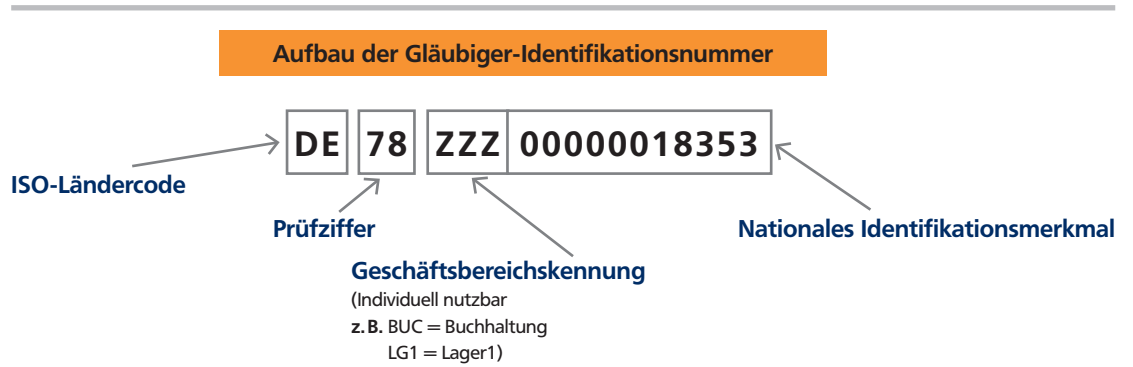 Aufbau der Gläubiger-Identifikationsnummer
DE 78 ZZZ 00000018353
ISO-Ländercode
Prüfziffer
Nationales Identifikationsmerkmal
Geschäftsbereichskennung
(Individuell nutzbar
z.B. BUC = Buchhaltung
LG1 = Lager1)